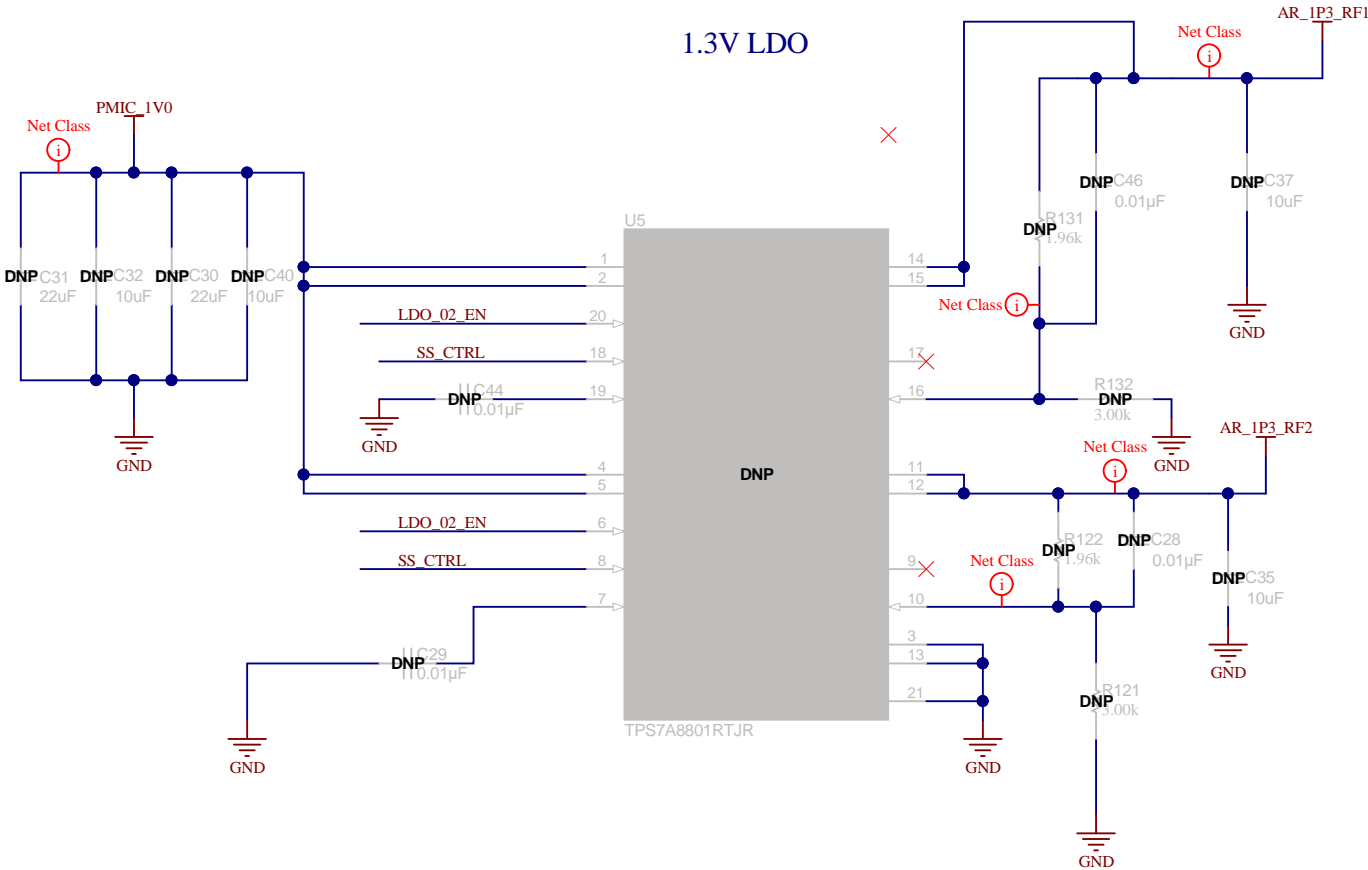 1.3V LDO
AR_1P3_RF1
Net Class
i
PMIC_1V0
Net Class
i
DNP C31
22uF
DNP C32
10uF
DNP C30
22uF
DNP C40
10uF
GND
U5
1
2
LDO_02_EN
20
SS_CTRL
18
C44
DNP
0.01µF
19
GND
4
5
LDO_02_EN
6
SS_CTRL
8
7
C29
DNP
0.01µF
GND
DNP
TPS7A8801RTJR
14
15
17
16
11
12
9
10
3
13
21
GND
DNP C46
0.01µF
R131
DNP
1.96k
Net Class i
DNP C37
10uF
GND
R132
DNP
3.00k
GND
AR_1P3_RF2
Net Class
i
R122
DNP
1.96k
DNP C28
0.01µF
Net Class
i
DNP C35
10uF
GND
R121
DNP
3.00k
GND